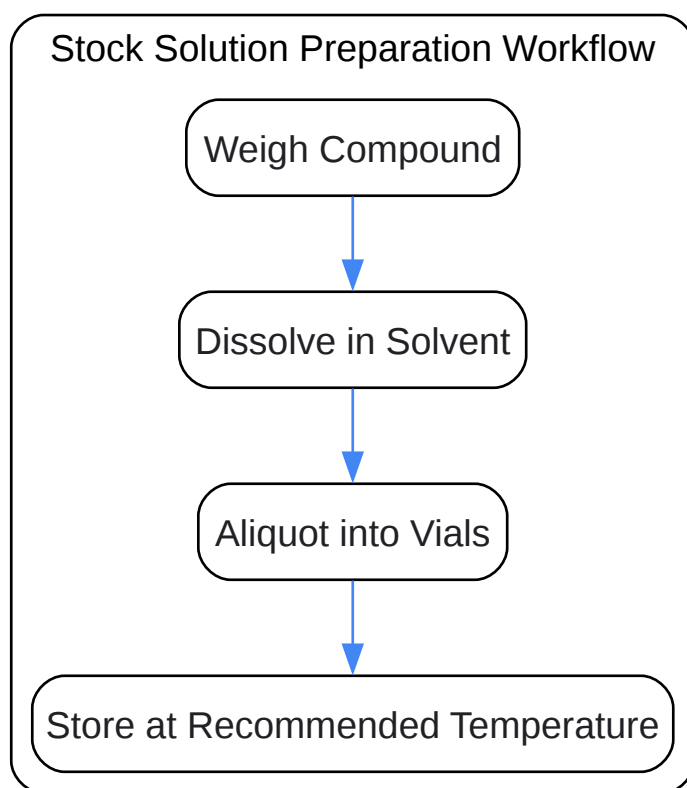 Stock Solution Preparation Workflow
Weigh Compound
Dissolve in Solvent
Aliquot into Vials
Store at Recommended Temperature